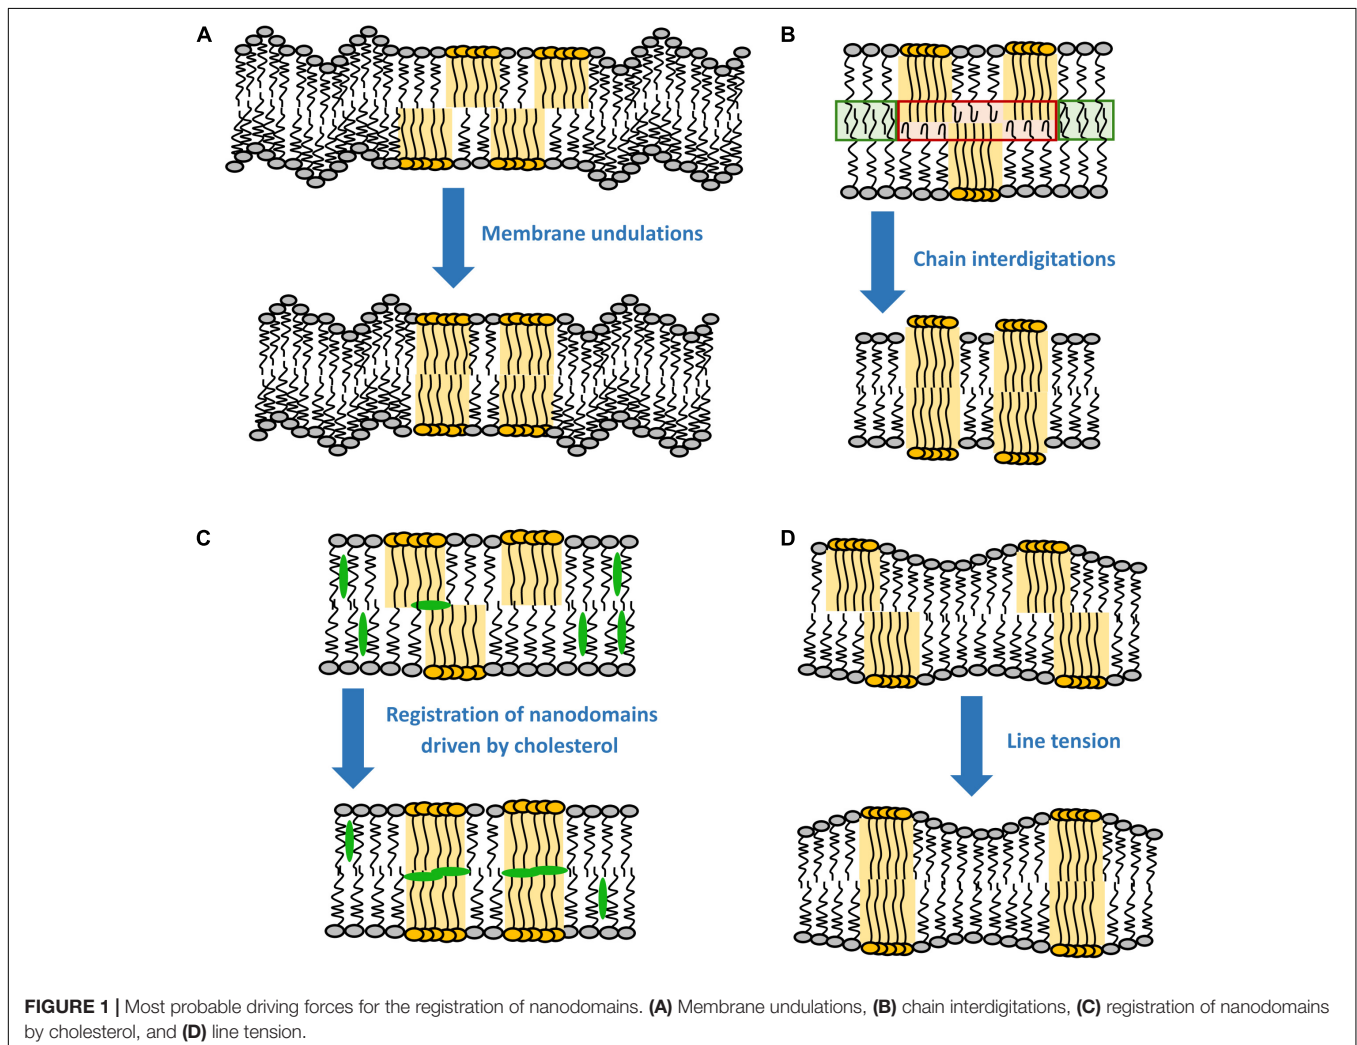 A
B
Membrane undulations
Chain interdigitations
C
D
Registration of nanodomains
driven by cholesterol
Line tension
FIGURE 1 | Most probable driving forces for the registration of nanodomains. (A) Membrane undulations, (B) chain interdigitations, (C) registration of nanodomains
by cholesterol, and (D) line tension.